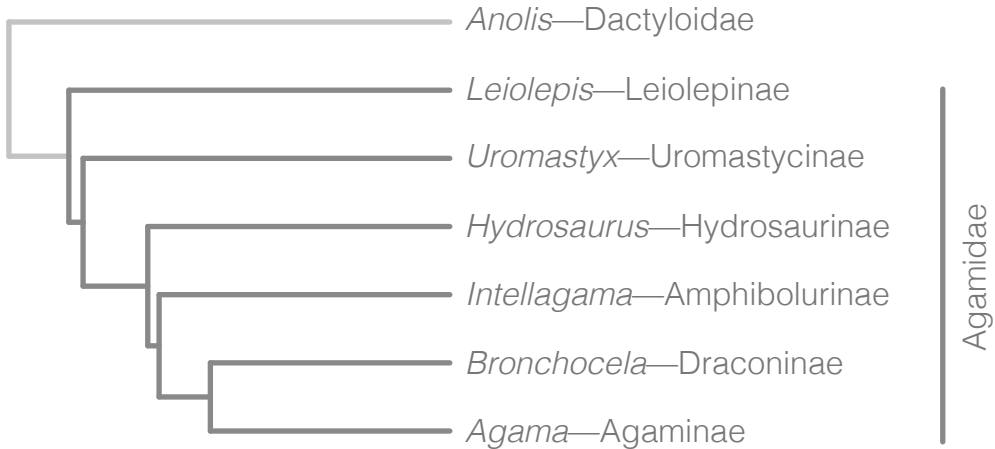 Anolis—Dactyloidae
Leiolepis—Leiolepinae
Uromastyx—Uromastycinae
Hydrosaurus—Hydrosaurinae
Intellagama—Amphibolurinae
Bronchocela—Draconinae
Agama—Agaminae
Agamidae